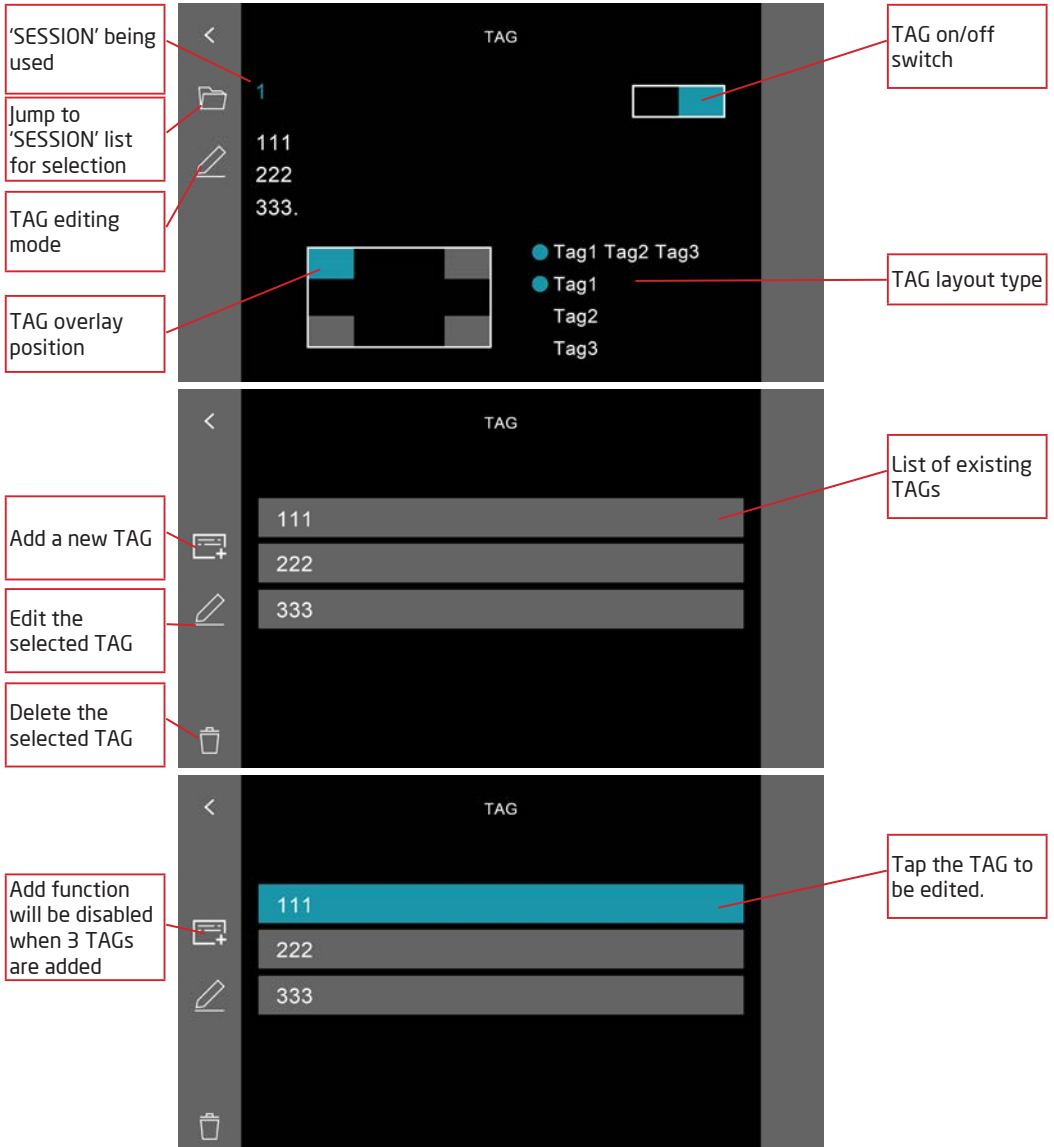 'SESSION' being
used
Jump to
'SESSION' list
for selection
TAG editing
mode
TAG overlay
position
<
TAG
1
111
222
333.
Tag1 Tag2 Tag3
Tag1
Tag2
Tag3
TAG on/off
switch
TAG layout type
Add a new TAG
Edit the
selected TAG
Delete the
selected TAG
<
TAG
111
222
333
List of existing
TAGs
Add function
will be disabled
when 3 TAGs
are added
<
TAG
111
222
333
Tap the TAG to
be edited.